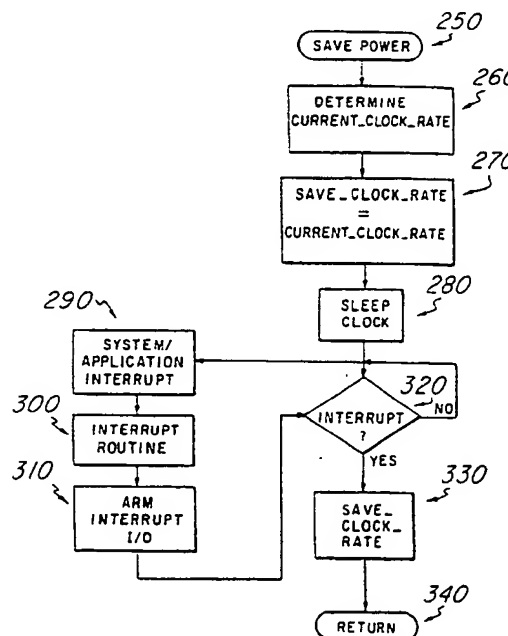 SAVE POWER
250
DETERMINE
CURRENT_CLOCK_RATE
260
SAVE_CLOCK_RATE
=
CURRENT_CLOCK_RATE
270
SLEEP
CLOCK
280
290
SYSTEM/
APPLICATION
INTERRUPT
300
INTERRUPT
ROUTINE
310
ARM
INTERRUPT
I/O
320
INTERRUPT
?
NO
YES
330
SAVE_
CLOCK_
RATE
340
RETURN